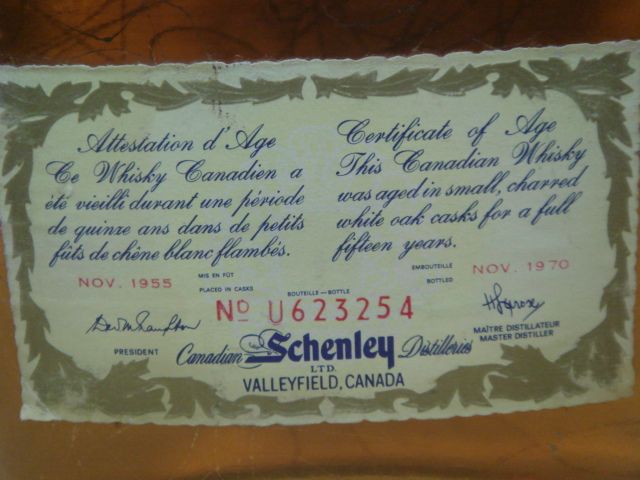 Attestation d'Age
Ce Whisky Canadien a
été vieilli durant une période
de quinze ans dans de petits
fûts de chêne blanc flambés.
Certificate of Age
This Canadian Whisky
was aged in small, charred
white oak casks for a full
fifteen years.
NOV. 1955
MIS EN FÛT
PLACED IN CASKS
BOUTEILLE—BOTTLE
No U623254
EMBOUTEILLE
BOTTLED
NOV. 1970
PRESIDENT
MAÎTRE DISTILLATEUR
MASTER DISTILLER
Canadian Schenley Distilleries
LTD.
VALLEYFIELD, CANADA